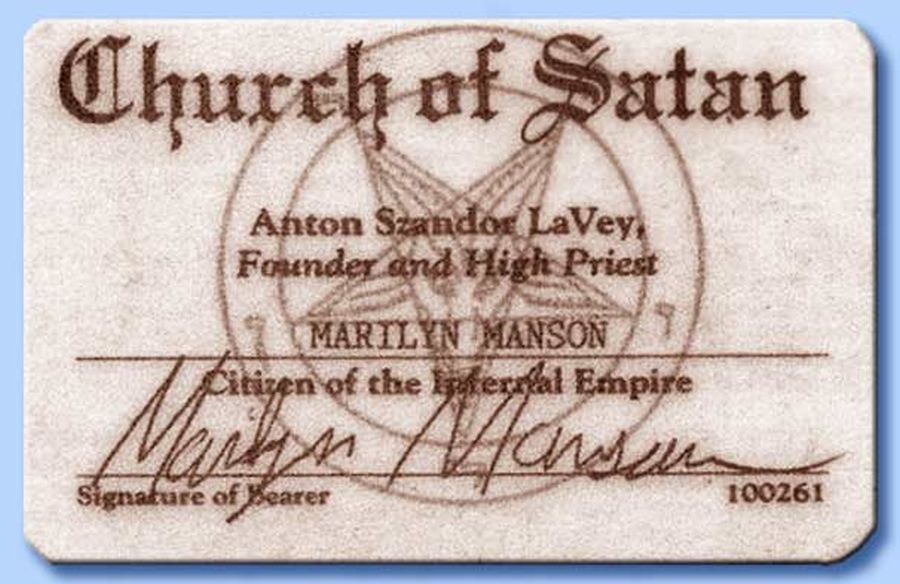 Church of Satan
Anton Szandor LaVey,
Founder and High Priest
MARILYN MANSON
Citizen of the Infernal Empire
Marilyn Manson
Signature of Bearer
100261